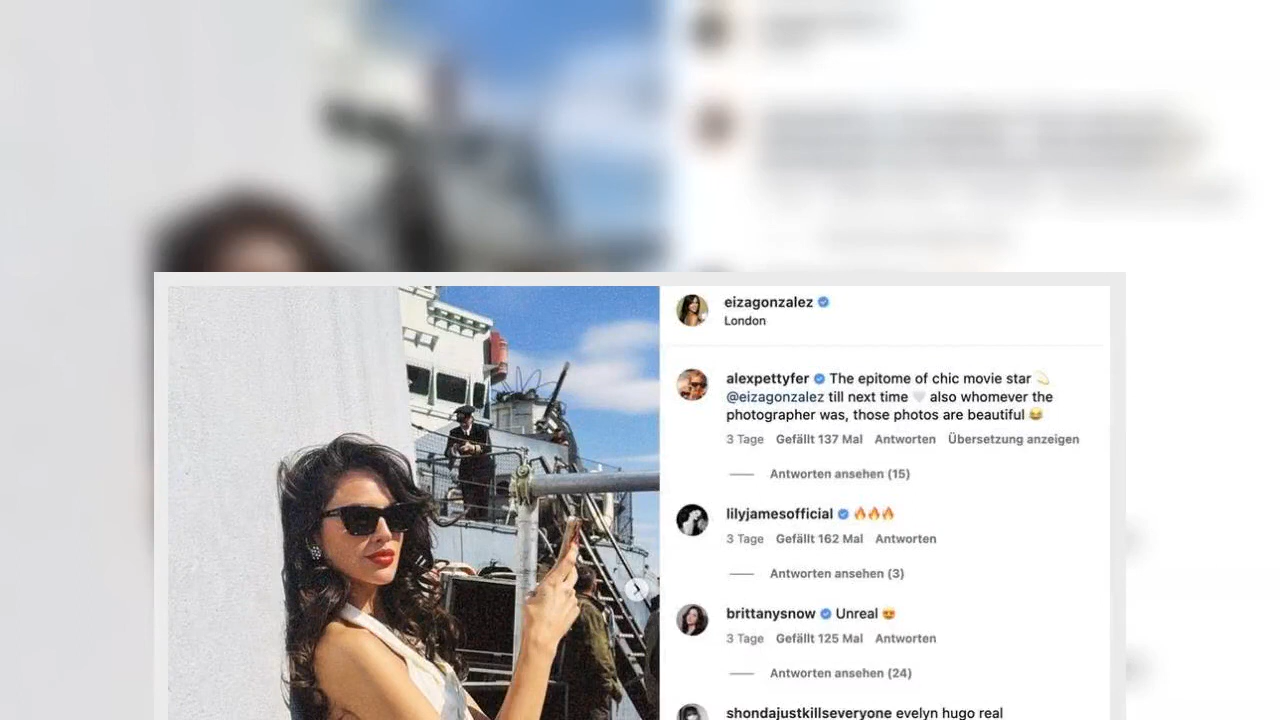 eizagonzalez
London
alexpettyfer The epitome of chic movie star 💫
@eizagonzalez till next time 🤍 also whomever the
photographer was, those photos are beautiful 😂
3 Tage Gefällt 137 Mal Antworten Übersetzung anzeigen
Antworten ansehen (15)
lilyjamesofficial 🔥🔥🔥
3 Tage Gefällt 162 Mal Antworten
Antworten ansehen (3)
brittanysnow Unreal 😍
3 Tage Gefällt 125 Mal Antworten
Antworten ansehen (24)
shondajustkillseveryone evelyn hugo real